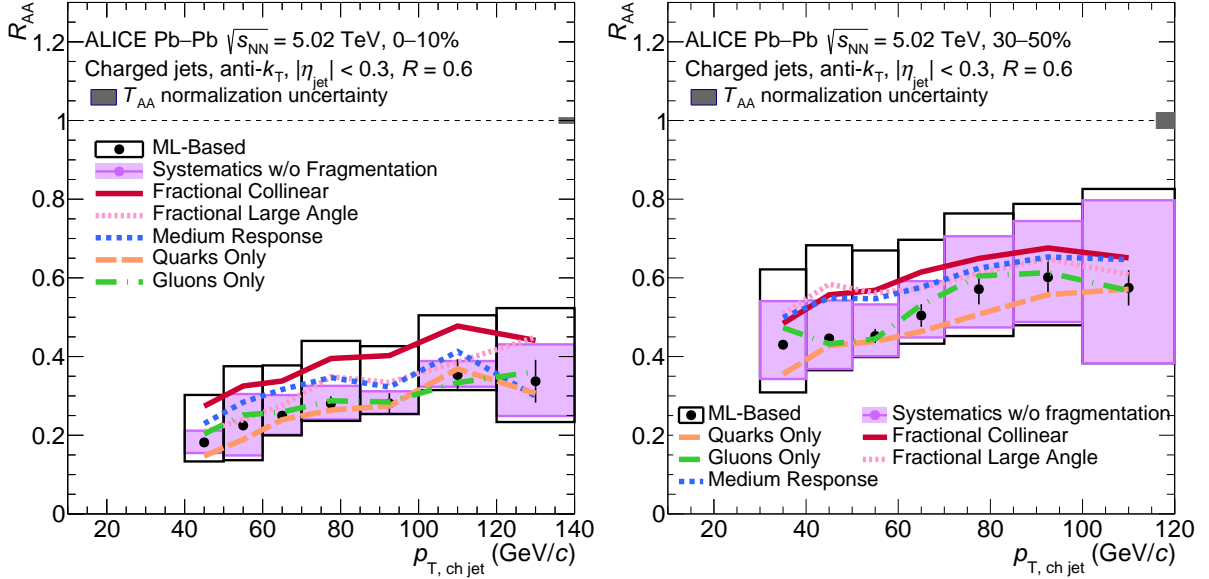 R_AA
ALICE Pb–Pb √s_NN = 5.02 TeV, 0–10%
Charged jets, anti-k_T, |η_jet| < 0.3, R = 0.6
T_AA normalization uncertainty
ML-Based
Systematics w/o Fragmentation
Fractional Collinear
Fractional Large Angle
Medium Response
Quarks Only
Gluons Only
1.2
1
0.8
0.6
0.4
0.2
0
20 40 60 80 100 120 140
p_T, ch jet (GeV/c)
R_AA
ALICE Pb–Pb √s_NN = 5.02 TeV, 30–50%
Charged jets, anti-k_T, |η_jet| < 0.3, R = 0.6
T_AA normalization uncertainty
1.2
1
0.8
0.6
0.4
0.2
0
ML-Based Systematics w/o fragmentation
Quarks Only Fractional Collinear
Gluons Only Fractional Large Angle
Medium Response
20 40 60 80 100 120
p_T, ch jet (GeV/c)